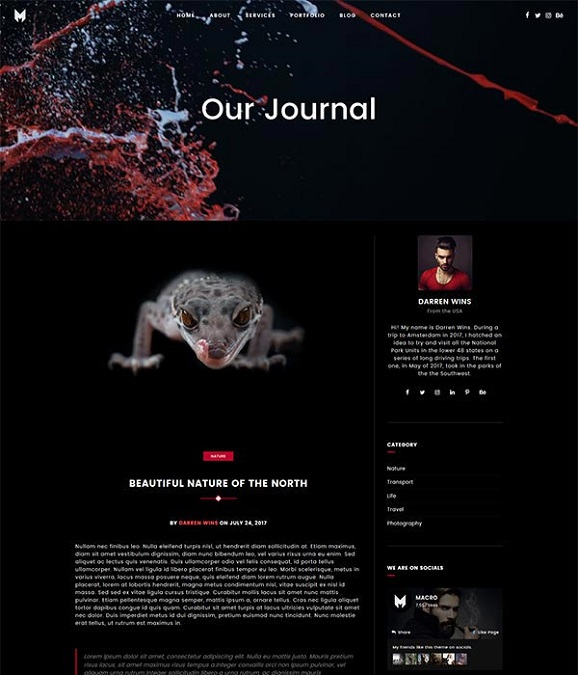 HOME ABOUT SERVICES PORTFOLIO BLOG CONTACT
Our Journal
NATURE
BEAUTIFUL NATURE OF THE NORTH
BY DARREN WINS ON JULY 24, 2017
Nullam nec finibus leo. Nulla eleifend turpis nisl, ut hendrerit diam sollicitudin at. Etiam maximus,
diam sit amet vestibulum dignissim, diam nunc bibendum leo, vel varius risus urna eu enim. Sed
aliquet ac lectus quis venenatis. Duis ullamcorper odio vel felis consequat, id porta tellus
ullamcorper. Nullam vel ligula id libero placerat finibus tempor eu leo. Morbi scelerisque, metus in
varius viverra, lacus massa posuere neque, quis eleifend diam lorem rutrum augue. Nulla
placerat, lorem at lobortis hendrerit, magna metus condimentum nisl, vitae suscipit ex nisl id
massa. Sed sed ex vitae ligula cursus tristique. Curabitur mollis lacus sit amet nunc mattis
pulvinar. Etiam pellentesque magna semper, mattis ipsum a, ornare tellus. Cras nec ligula aliquet
tortor dapibus congue id quis quam. Curabitur sit amet turpis at lacus ultricies vulputate sit amet
nec dolor. Duis imperdiet metus ut dui dignissim, pretium euismod nunc tincidunt. Nunc molestie
erat tellus, ut rutrum est maximus in.
Lorem ipsum dolor sit amet, consectetur adipiscing elit. Nulla eu mattis justo. Mauris pretium
risus lacus, sit amet maximus risus tempus a.Integer convallis orci non ipsum pulvinar, vel
aliquam libero a urna rutrum, ac dignissim mauris
DARREN WINS
From the USA
Hi! My name is Darren Wins. During a
trip to Amsterdam in 2017, I hatched an
idea to try and visit all the National
Park Units in the lower 48 states on a
series of long driving trips. The first
one, in May of 2017, took in the parks of
the the Southwest.
CATEGORY
Nature
Transport
Life
Travel
Photography
WE ARE ON SOCIALS
MACRO
Share
Like Page
My friends like this theme on socials.